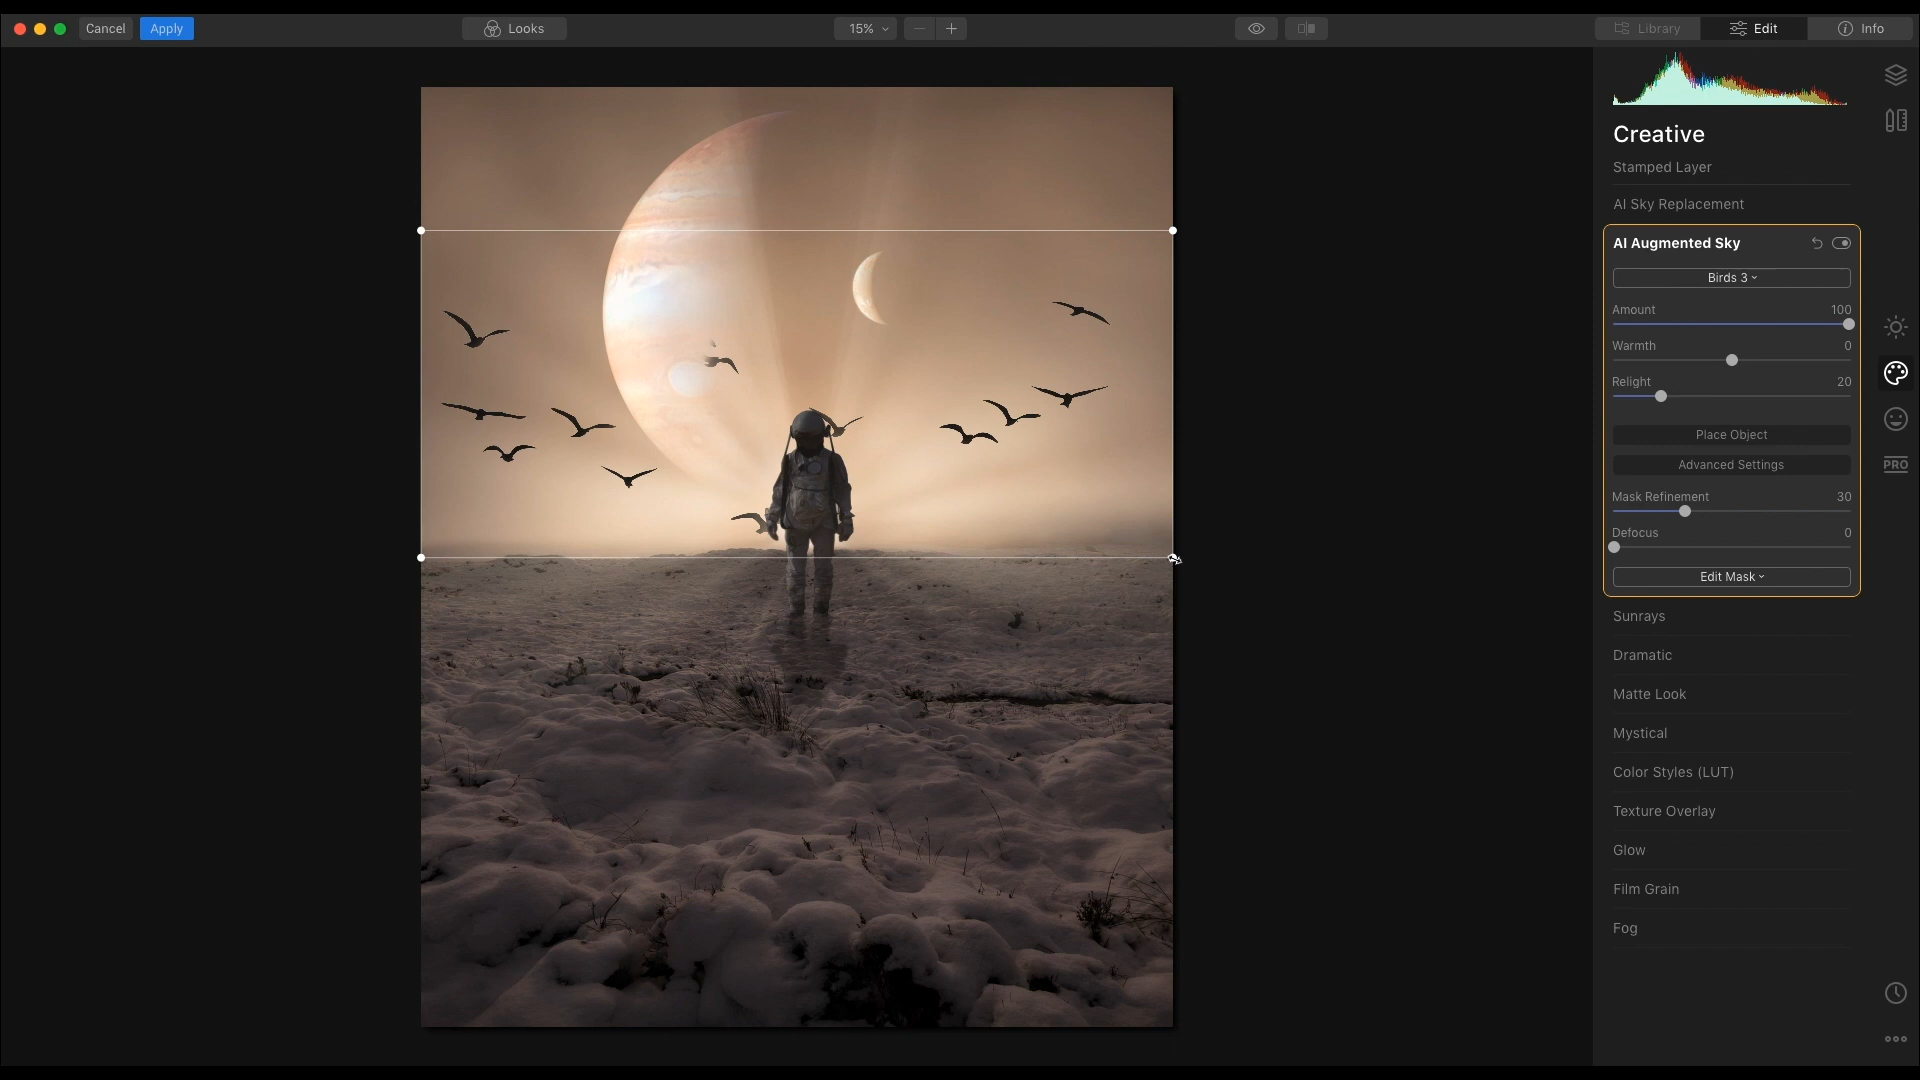 Cancel Apply Looks 15% Library Edit Info
Creative
Stamped Layer
AI Sky Replacement
AI Augmented Sky
Birds 3
Amount 100
Warmth 0
Relight 20
Place Object
Advanced Settings
Mask Refinement 30
Defocus 0
Edit Mask
Sunrays
Dramatic
Matte Look
Mystical
Color Styles (LUT)
Texture Overlay
Glow
Film Grain
Fog
PRO